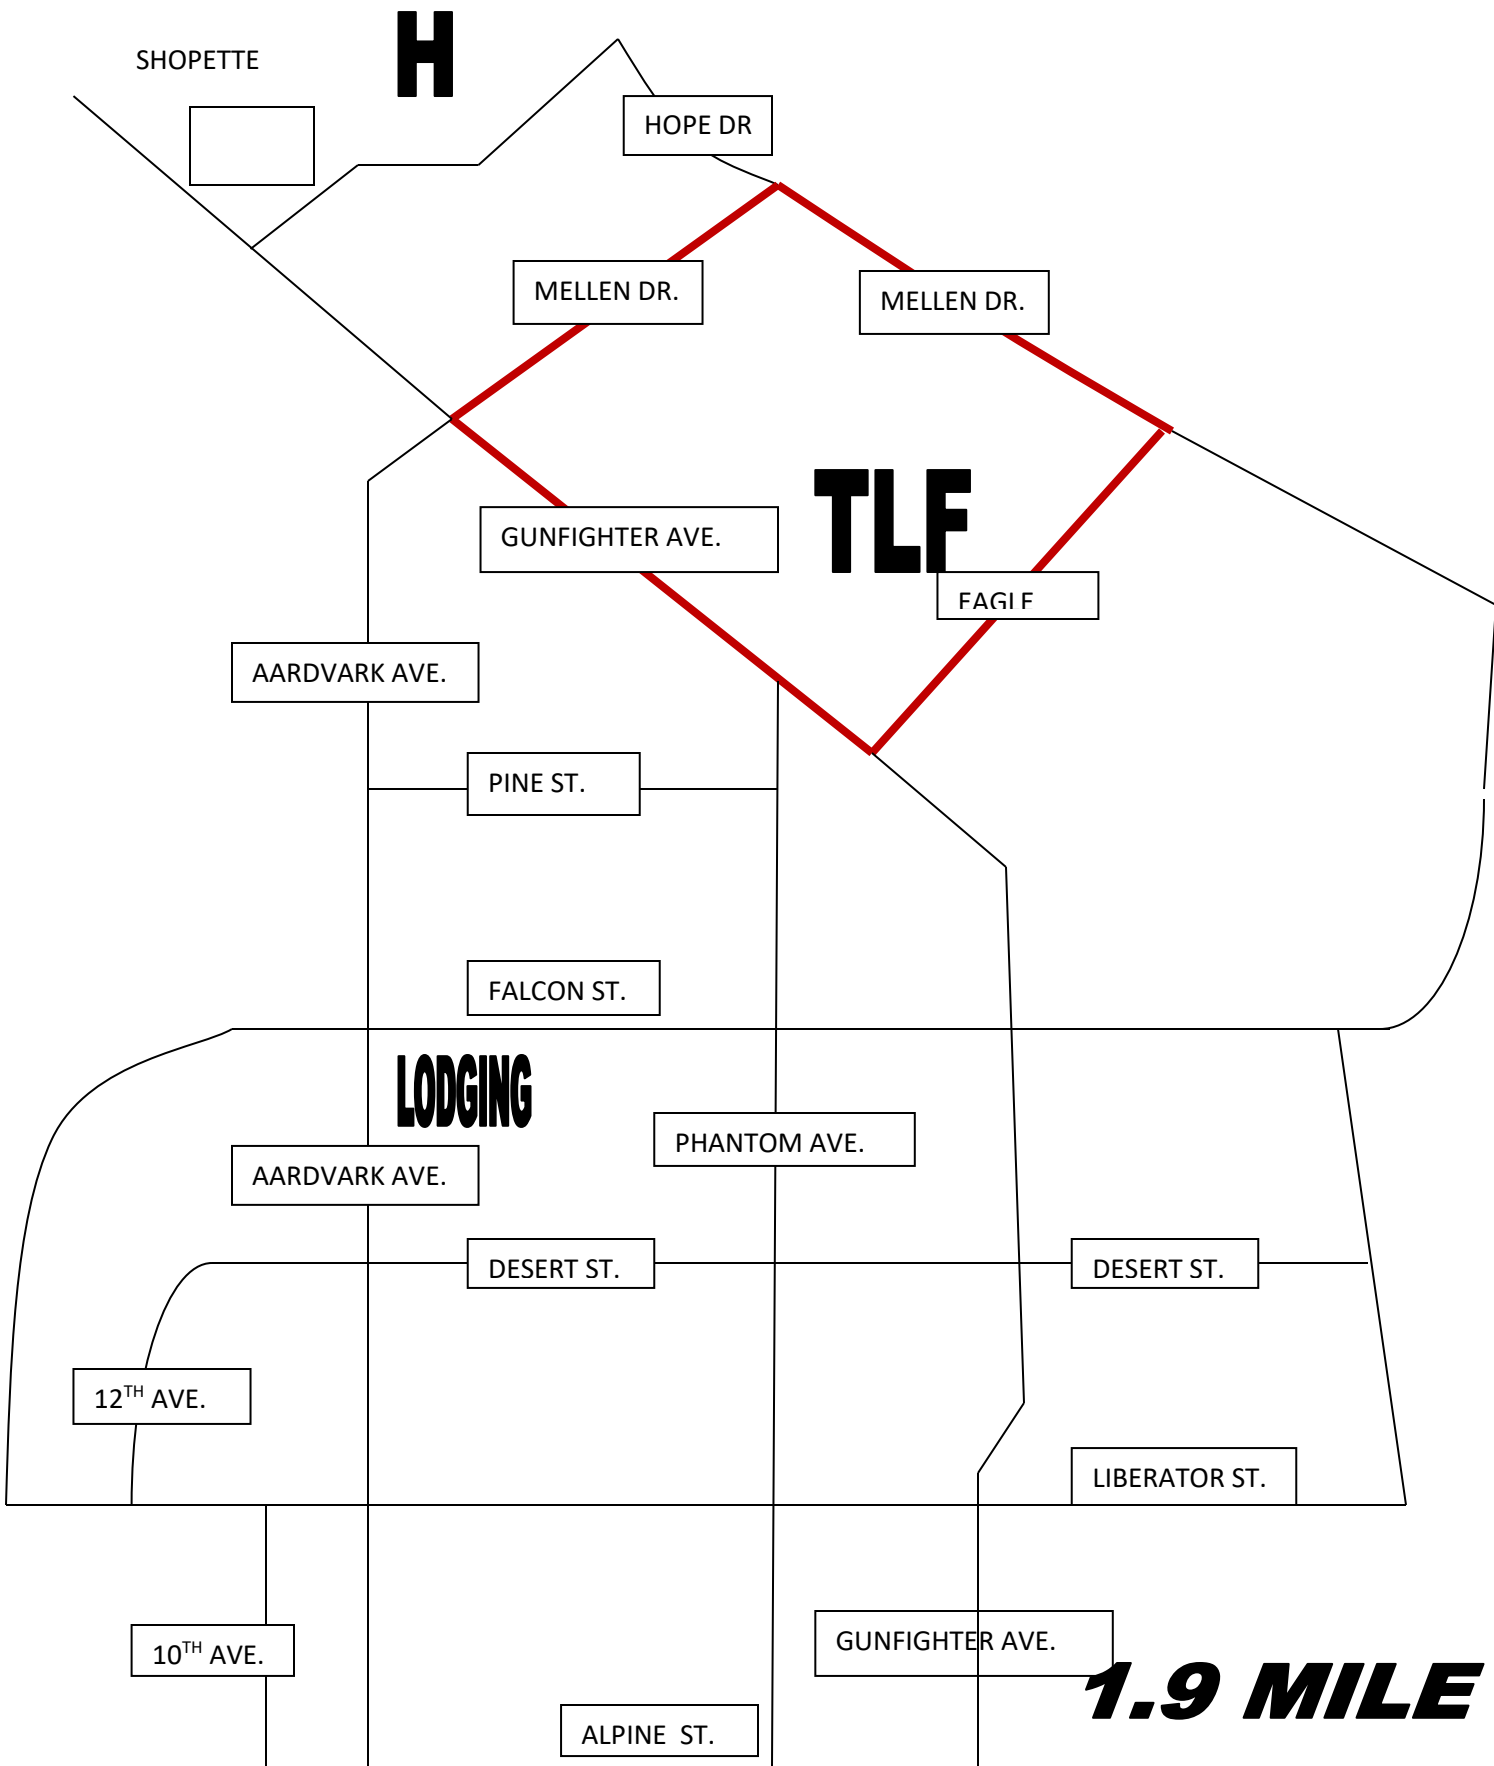 H
SHOPETTE
HOPE DR
MELLEN DR.
MELLEN DR.
TLF
GUNFIGHTER AVE.
EAGLE
AARDVARK AVE.
PINE ST.
FALCON ST.
LODGING
PHANTOM AVE.
AARDVARK AVE.
DESERT ST.
DESERT ST.
12TH AVE.
LIBERATOR ST.
GUNFIGHTER AVE.
10TH AVE.
1.9 MILE
ALPINE ST.